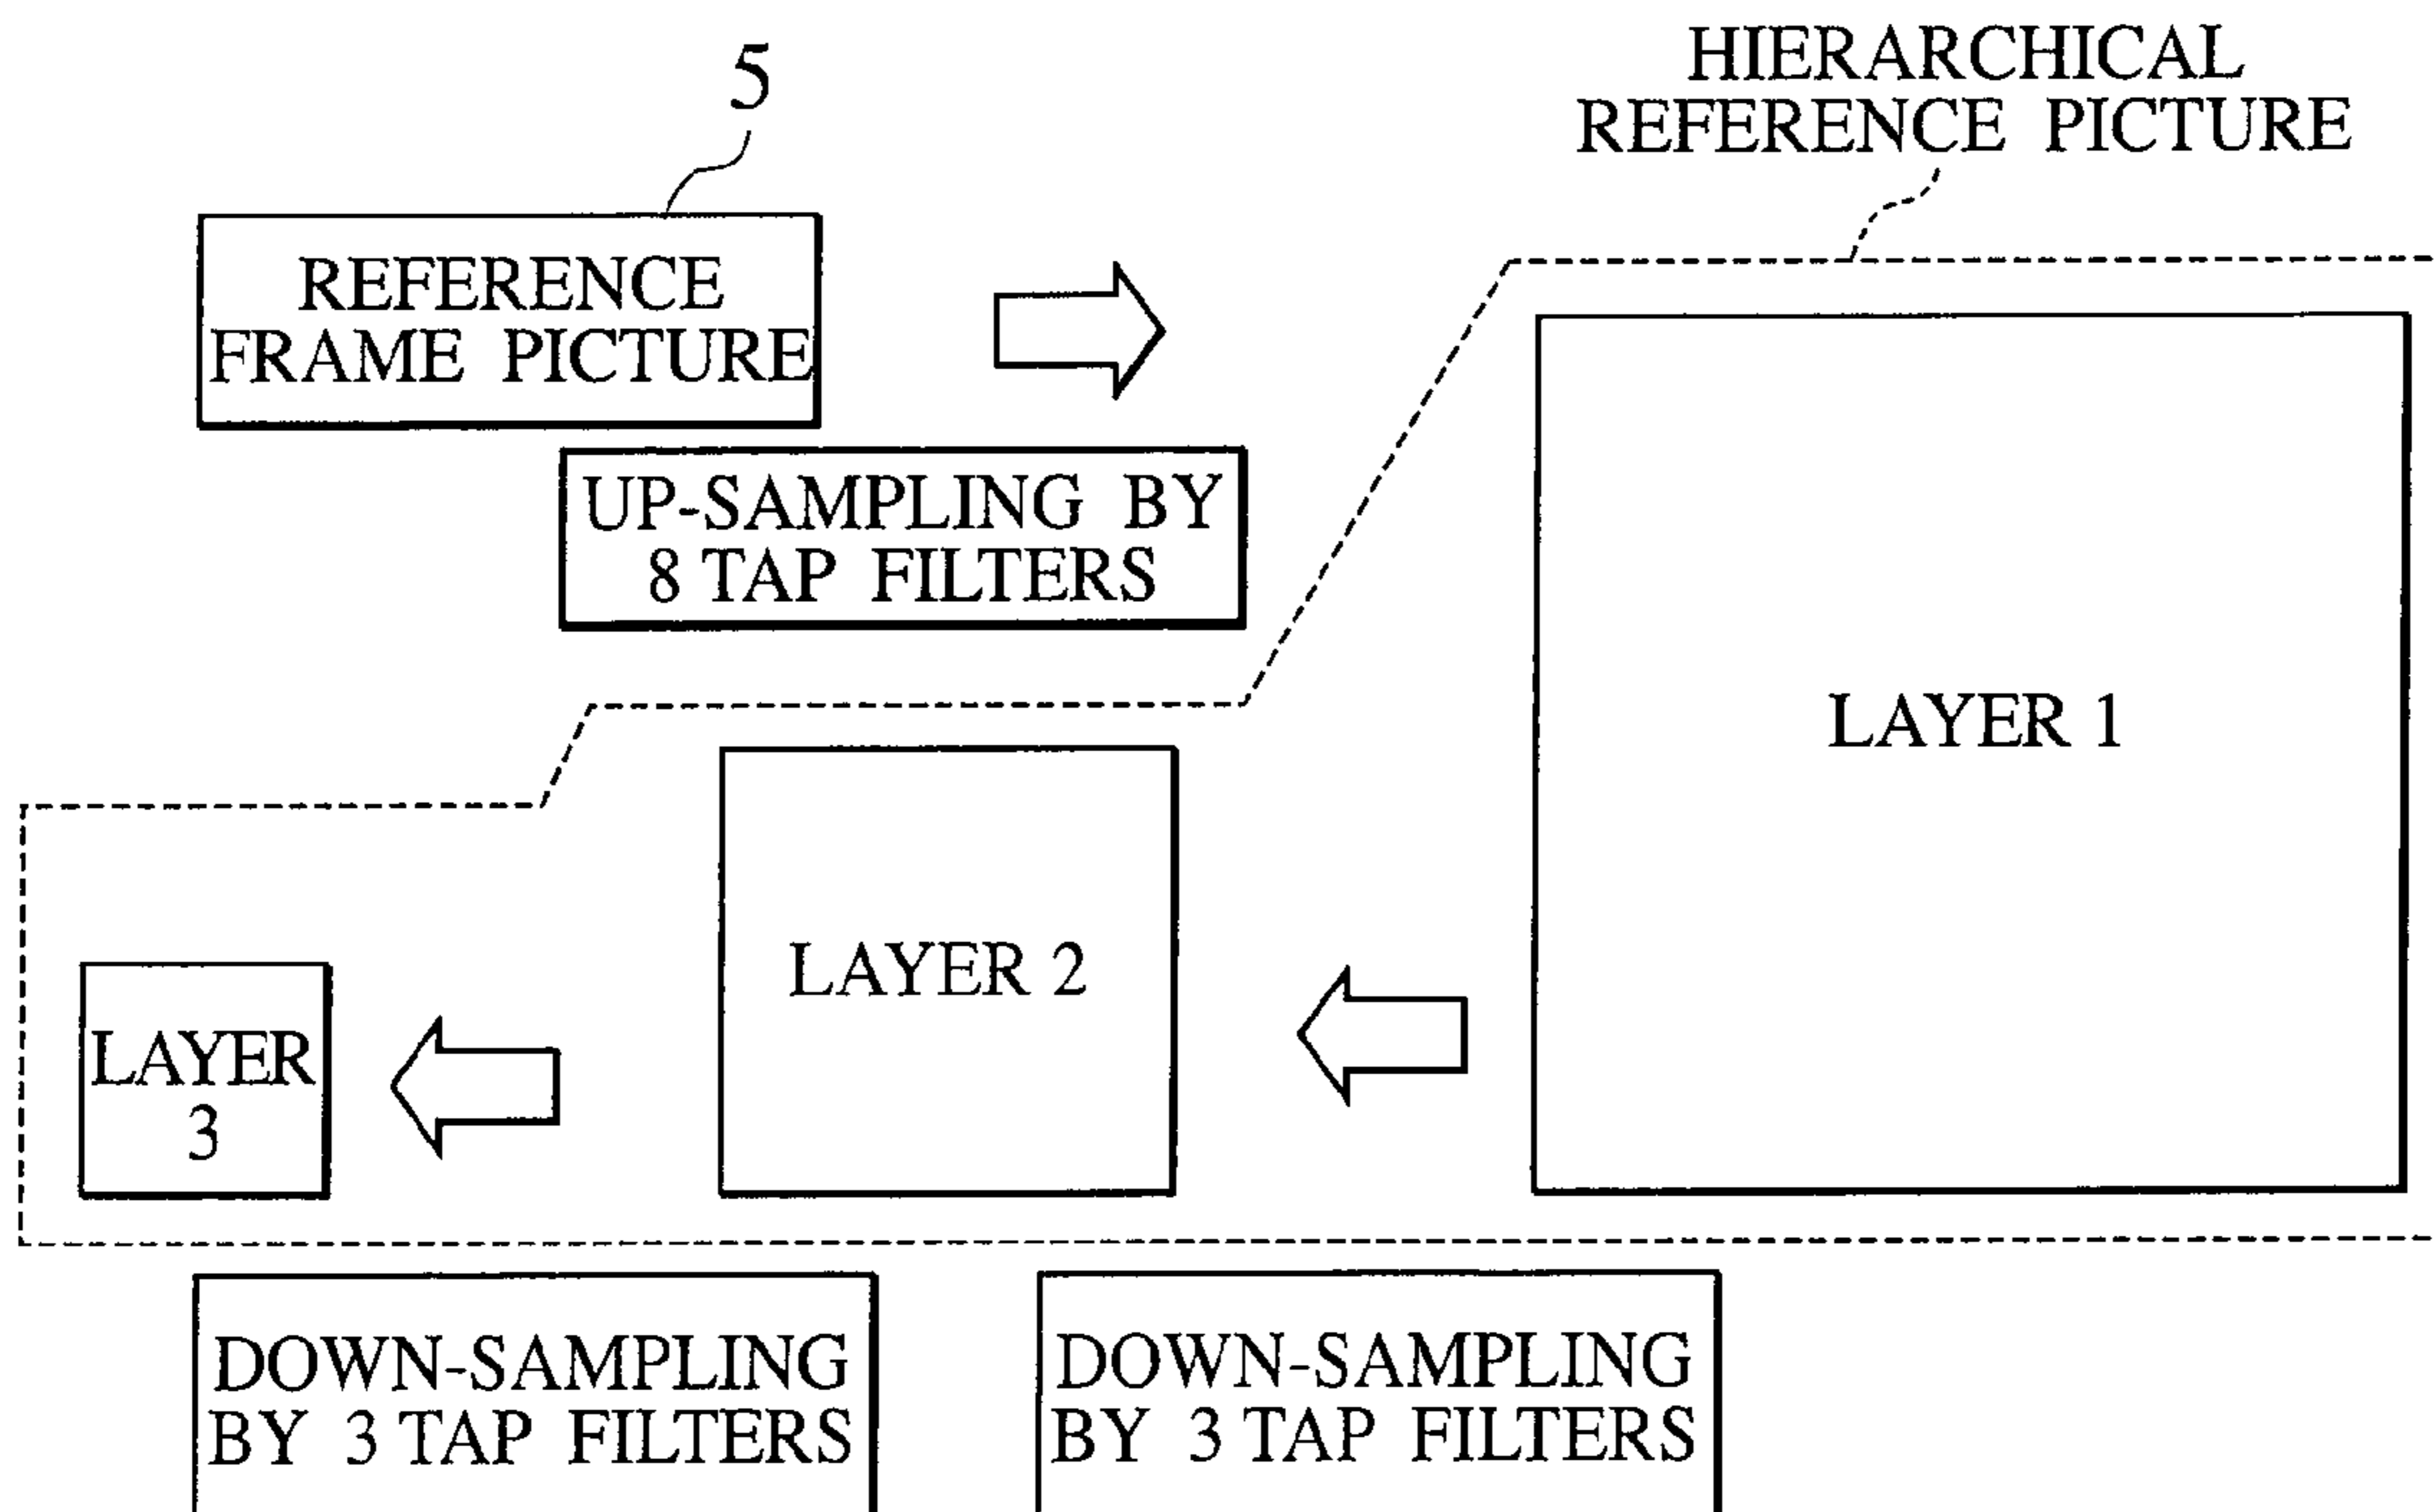 5
HIERARCHICAL
REFERENCE PICTURE
REFERENCE
FRAME PICTURE
UP-SAMPLING BY
8 TAP FILTERS
LAYER 1
LAYER 2
LAYER
3
DOWN-SAMPLING
BY 3 TAP FILTERS
DOWN-SAMPLING
BY 3 TAP FILTERS